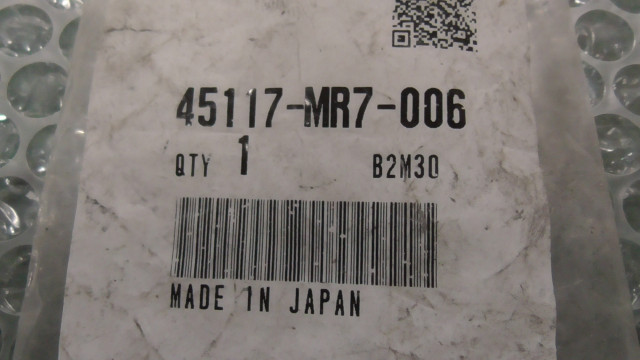 45117-MR7-006
QTY 1 B2M30
MADE IN JAPAN